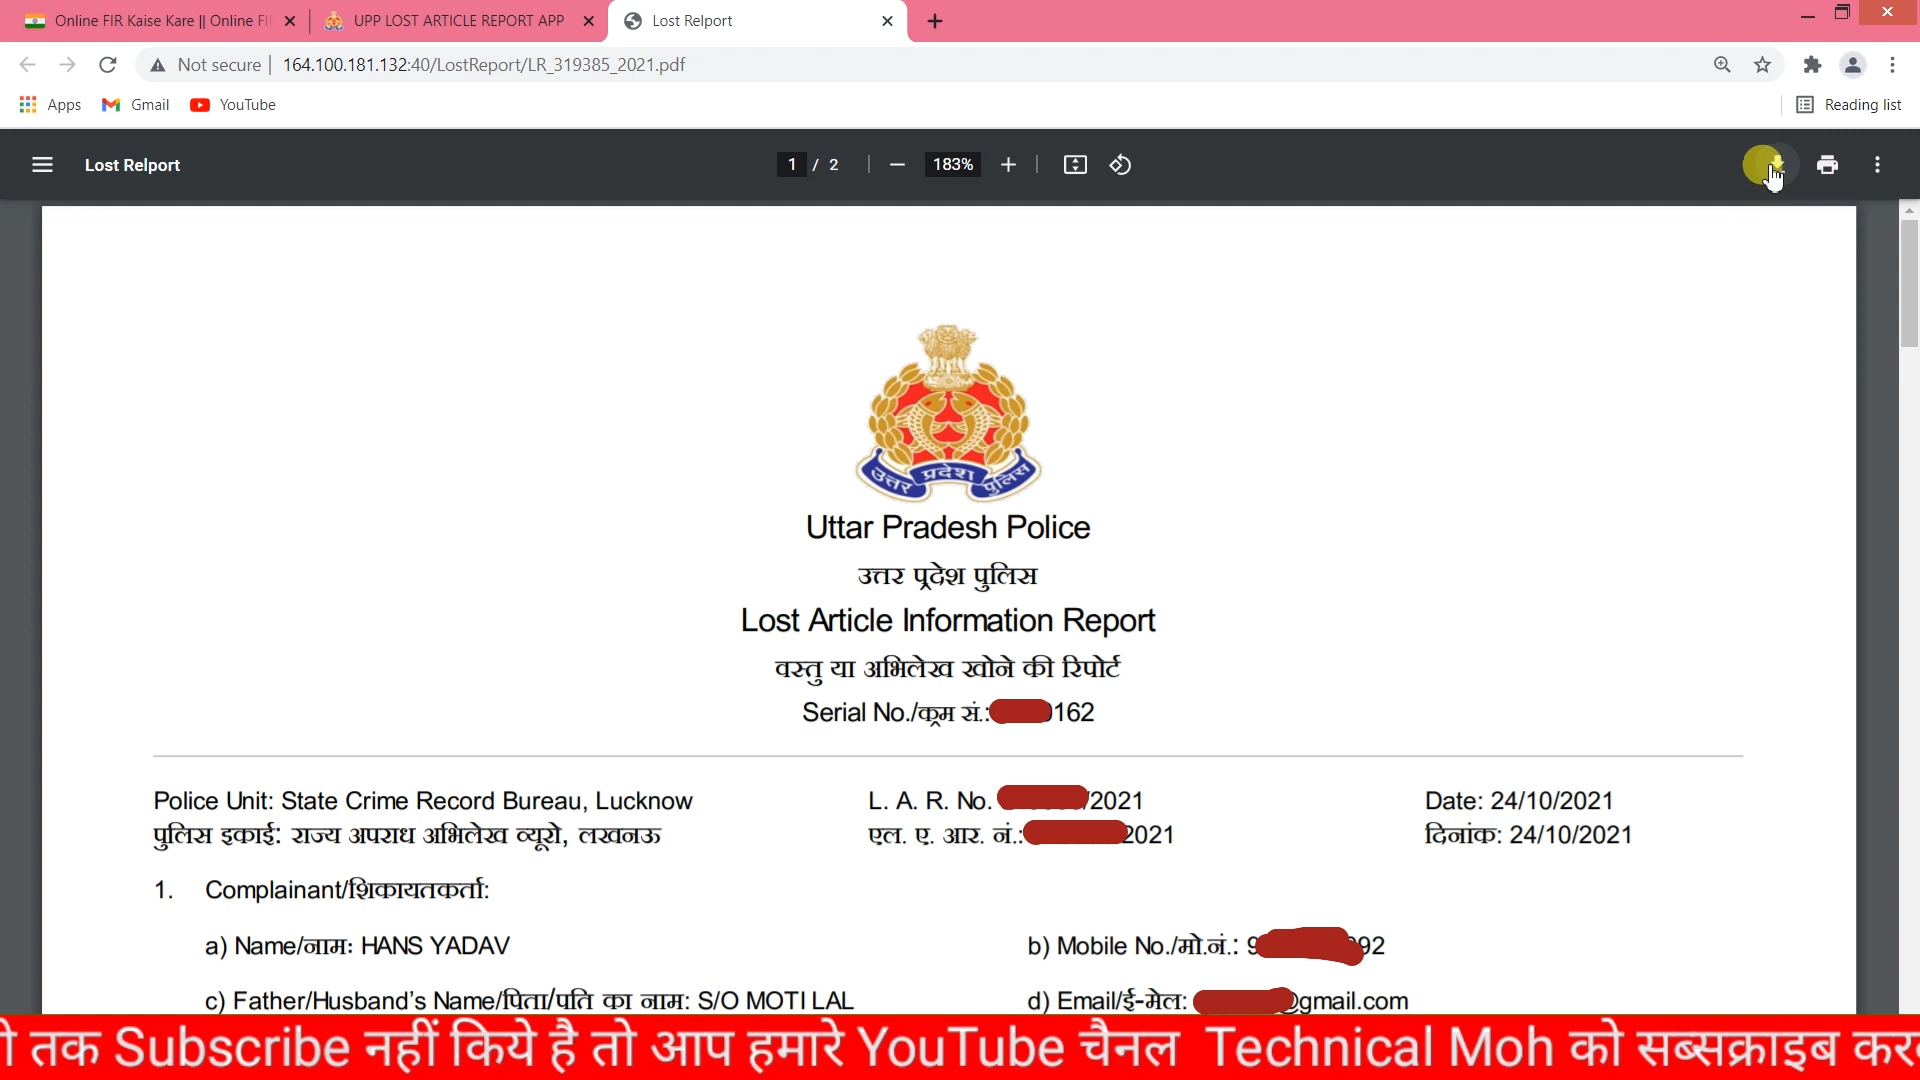 Online FIR Kaise Kare || Online FI
UPP LOST ARTICLE REPORT APP
Lost Relport
Not secure | 164.100.181.132:40/LostReport/LR_319385_2021.pdf
Apps Gmail YouTube Reading list
Lost Relport 1 / 2 183%
उत्तर प्रदेश पुलिस
Uttar Pradesh Police
उत्तर प्रदेश पुलिस
Lost Article Information Report
वस्तु या अभिलेख खोने की रिपोर्ट
Serial No./क्रम सं.: 162
Police Unit: State Crime Record Bureau, Lucknow L. A. R. No. /2021 Date: 24/10/2021
पुलिस इकाई: राज्य अपराध अभिलेख व्यूरो, लखनऊ एल. ए. आर. नं.: 2021 दिनांक: 24/10/2021
1. Complainant/शिकायतकर्ता:
a) Name/नाम: HANS YADAV b) Mobile No./मो.नं.: 9 92
c) Father/Husband's Name/पिता/पति का नाम: S/O MOTI LAL d) Email/ई-मेल: @gmail.com
तक Subscribe नहीं किये है तो आप हमारे YouTube चैनल Technical Moh को सब्सक्राइब